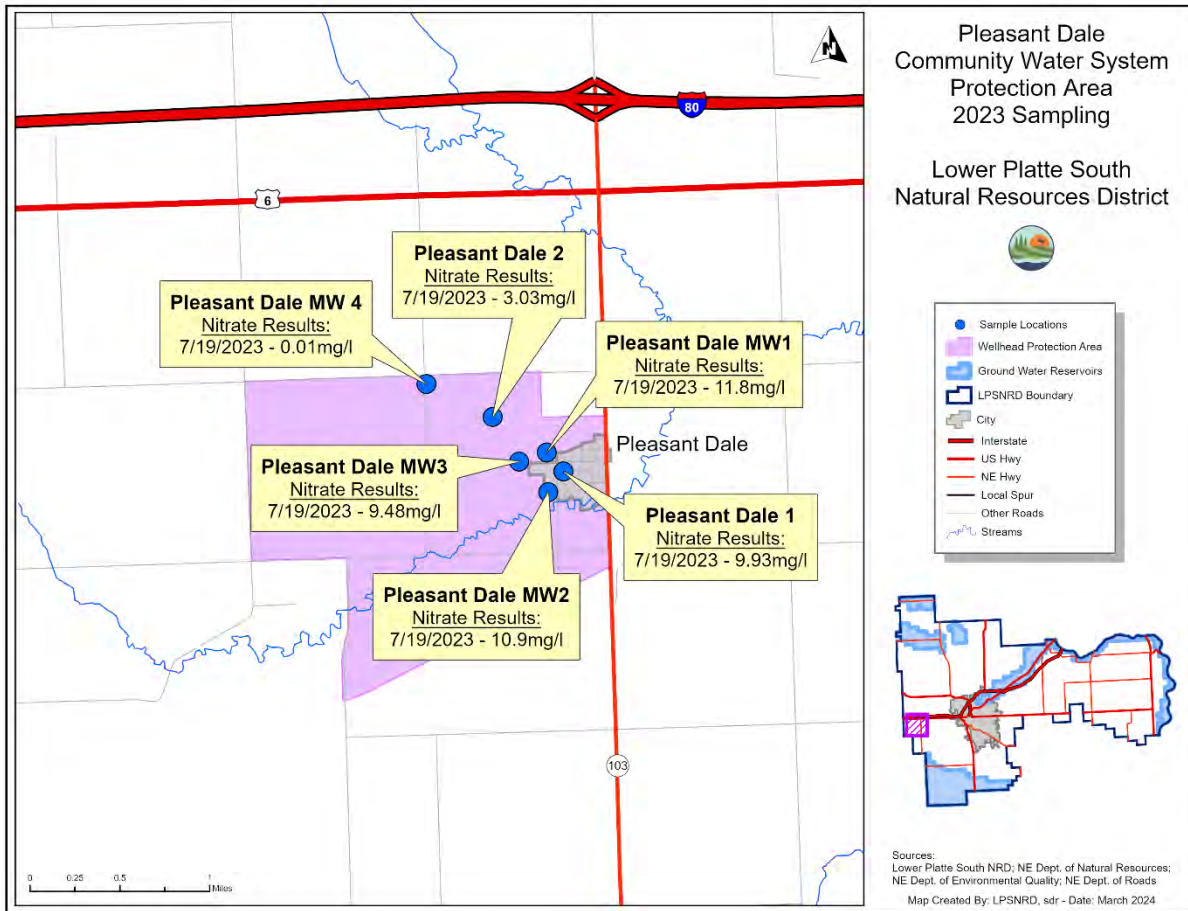 Pleasant Dale
Community Water System
Protection Area
2023 Sampling
Lower Platte South
Natural Resources District
N
80
6
Pleasant Dale 2
Nitrate Results:
7/19/2023 - 3.03mg/l
Pleasant Dale MW 4
Nitrate Results:
7/19/2023 - 0.01mg/l
Pleasant Dale MW1
Nitrate Results:
7/19/2023 - 11.8mg/l
Pleasant Dale
Pleasant Dale MW3
Nitrate Results:
7/19/2023 - 9.48mg/l
Pleasant Dale 1
Nitrate Results:
7/19/2023 - 9.93mg/l
Pleasant Dale MW2
Nitrate Results:
7/19/2023 - 10.9mg/l
103
0 0.25 0.5 1
Miles
Sample Locations
Wellhead Protection Area
Ground Water Reservoirs
LPSNRD Boundary
City
Interstate
US Hwy
NE Hwy
Local Spur
Other Roads
Streams
Sources:
Lower Platte South NRD; NE Dept. of Natural Resources;
NE Dept. of Environmental Quality; NE Dept. of Roads
Map Created By: LPSNRD, sdr - Date: March 2024